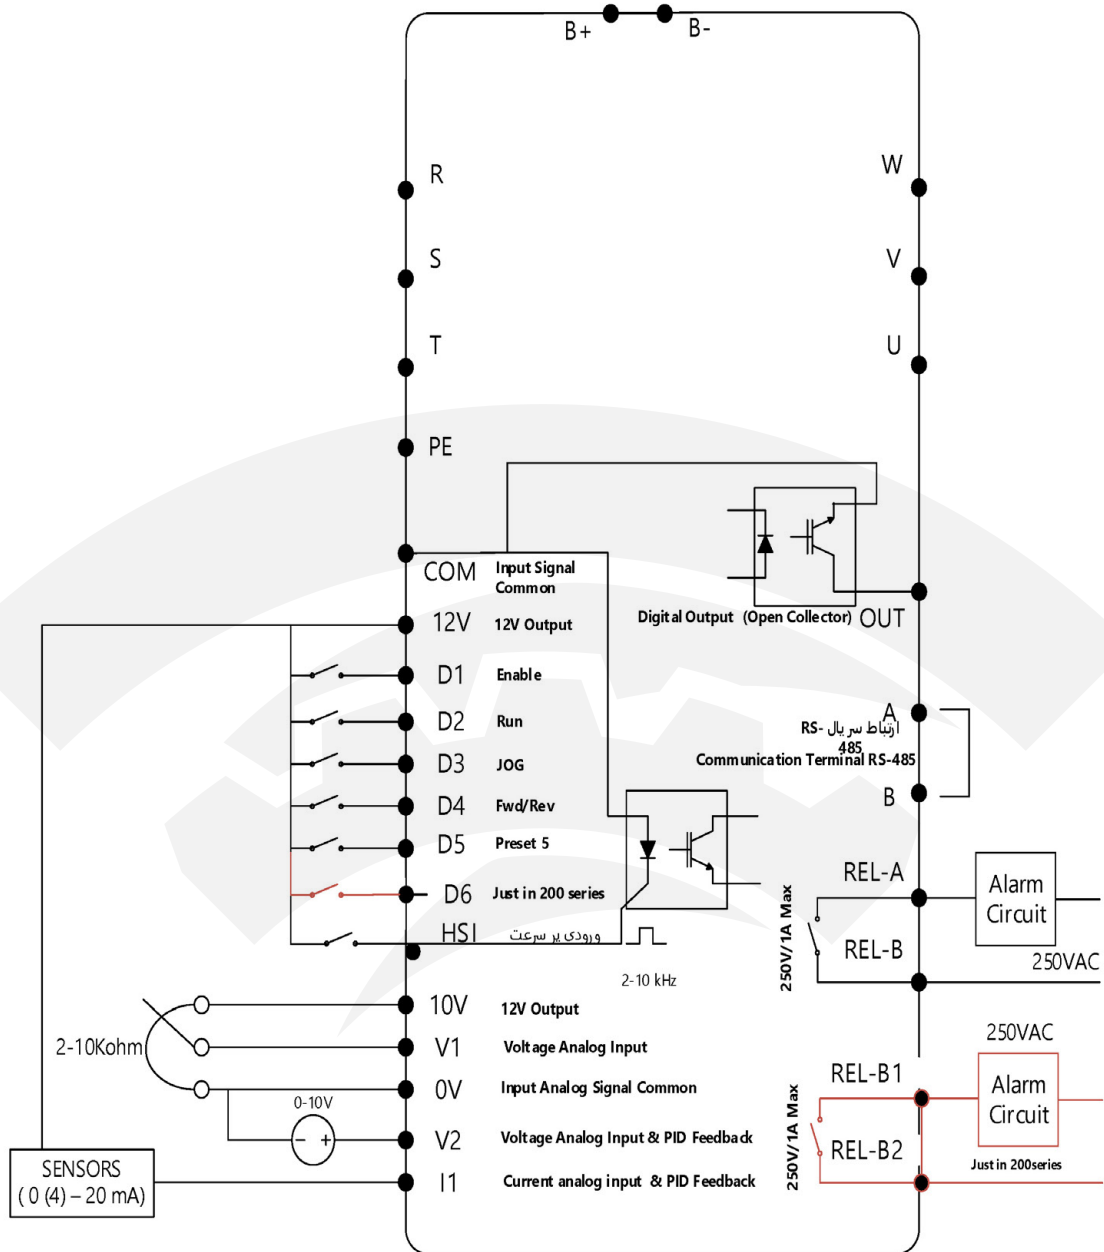 B+
B-
R
W
S
V
T
U
PE
COM
Input Signal
Common
12V
12V Output
Digital Output (Open Collector)
OUT
D1
Enable
D2
Run
D3
JOG
D4
Fwd/Rev
D5
Preset 5
D6
Just in 200 series
HSI
ورودی پر سرعت
2-10 kHz
A
ارتباط سریال RS-
485
Communication Terminal RS-485
B
REL-A
REL-B
250V/1A Max
Alarm
Circuit
250VAC
10V
12V Output
2-10Kohm
V1
Voltage Analog Input
0V
Input Analog Signal Common
0-10V
- +
V2
Voltage Analog Input & PID Feedback
SENSORS
( 0 (4) – 20 mA)
I1
Current analog input & PID Feedback
250VAC
REL-B1
REL-B2
250V/1A Max
Alarm
Circuit
Just in 200series